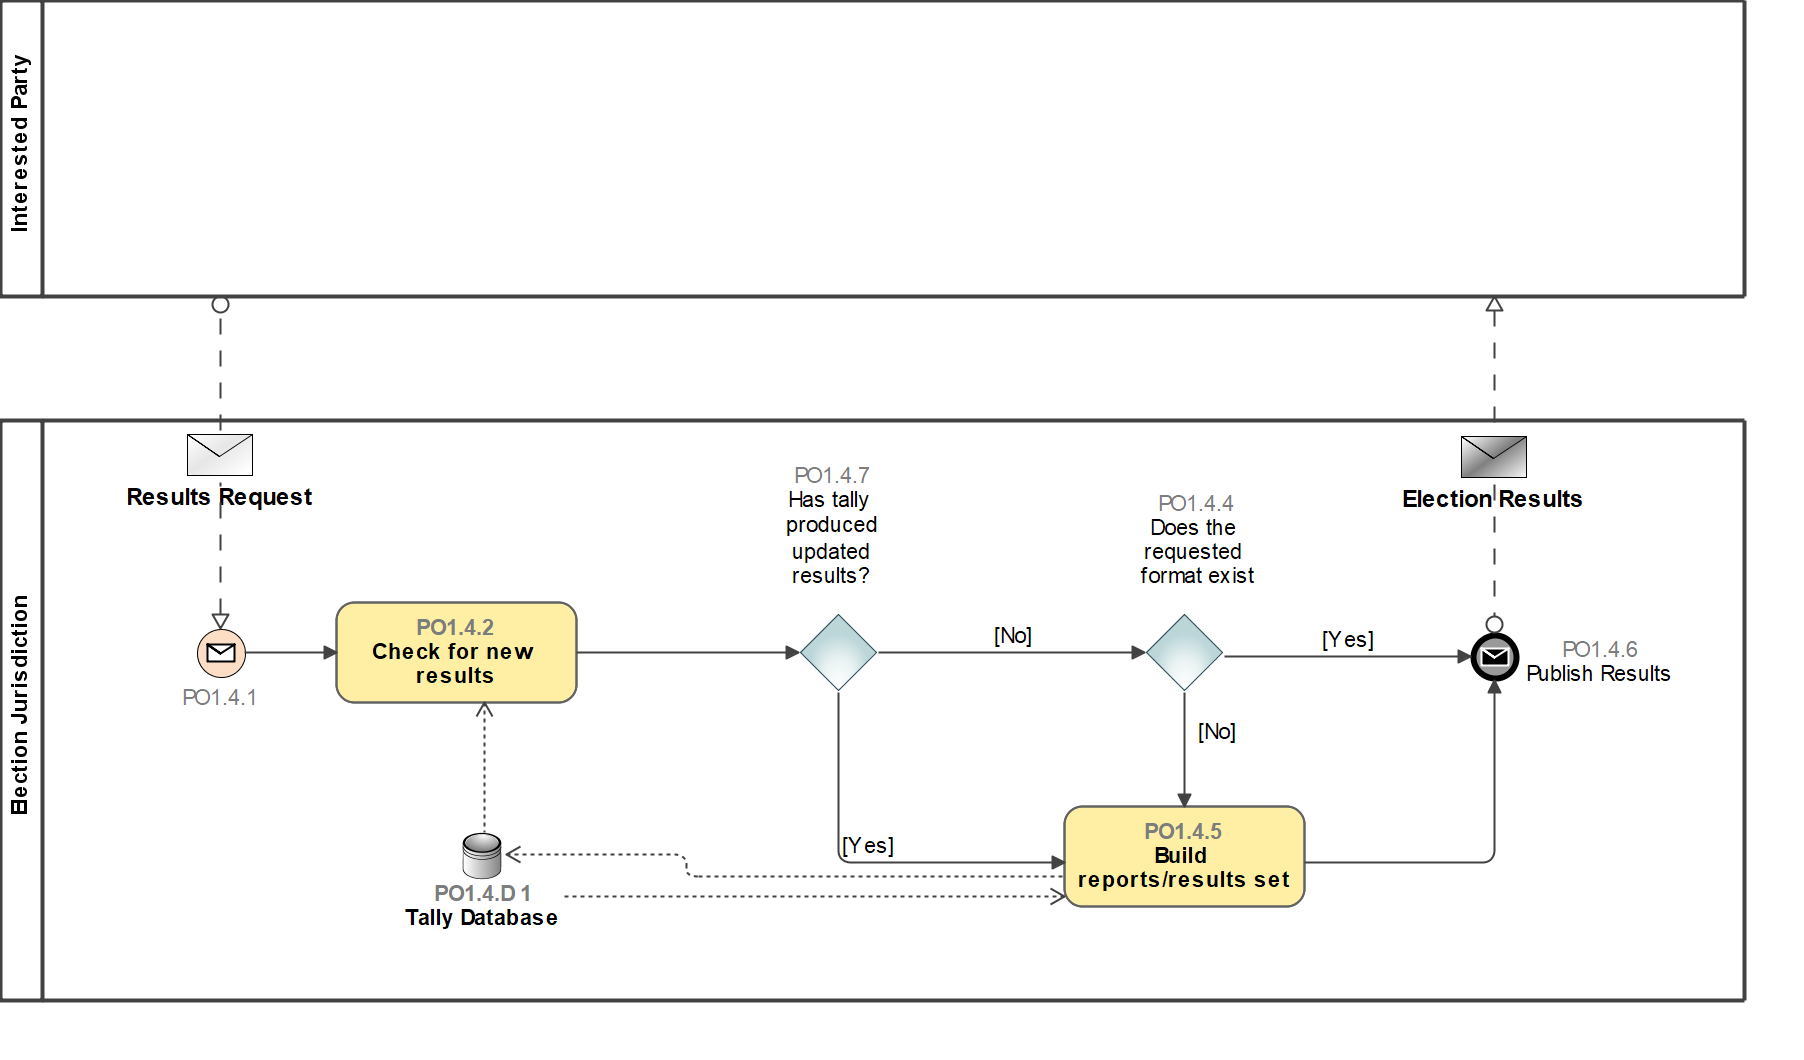 Interested Party
Election Jurisdiction
Results Request
PO1.4.1
PO1.4.2
Check for new
results
PO1.4.7
Has tally
produced
updated
results?
[No]
[Yes]
PO1.4.4
Does the
requested
format exist
[Yes]
[No]
Election Results
PO1.4.6
Publish Results
PO1.4.5
Build
reports/results set
PO1.4.D 1
Tally Database